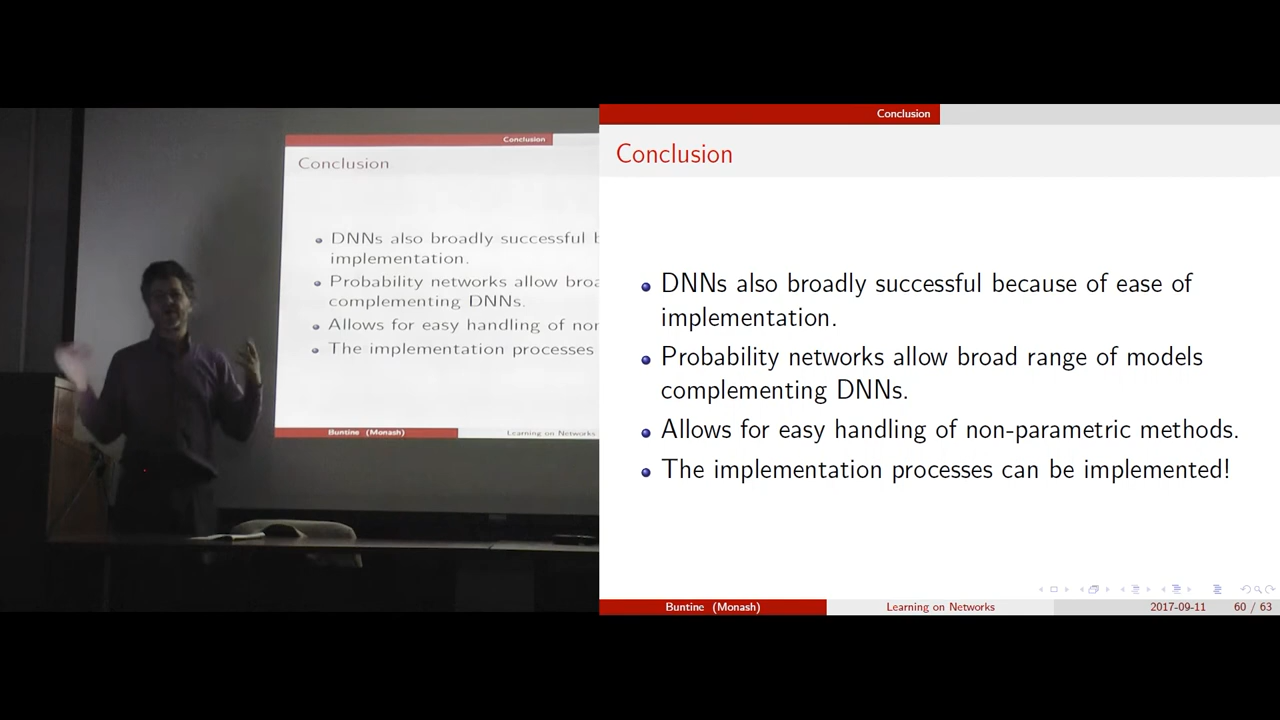 Conclusion
Conclusion
DNNs also broadly successful b
implementation.
Probability networks allow broa
complementing DNNs.
Allows for easy handling of non
The implementation processes
Buntine (Monash)
Learning on Networks
Conclusion
Conclusion
DNNs also broadly successful because of ease of
implementation.
Probability networks allow broad range of models
complementing DNNs.
Allows for easy handling of non-parametric methods.
The implementation processes can be implemented!
Buntine (Monash)
Learning on Networks
2017-09-11 60 / 63